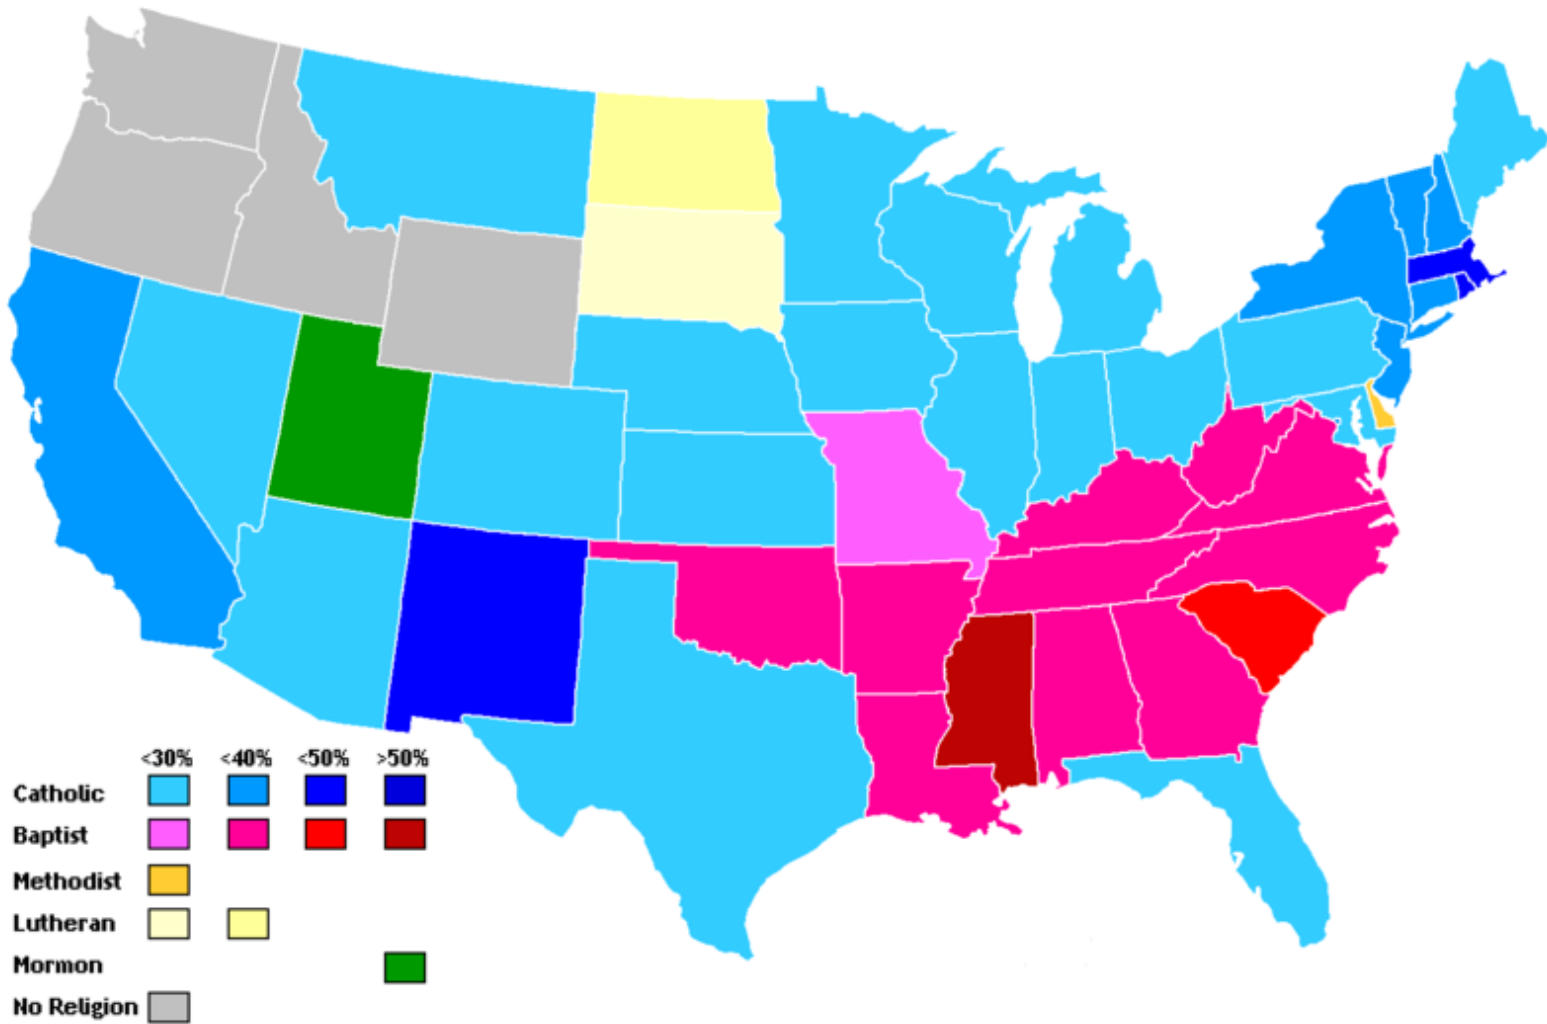 <30% <40% <50% >50%
Catholic
Baptist
Methodist
Lutheran
Mormon
No Religion